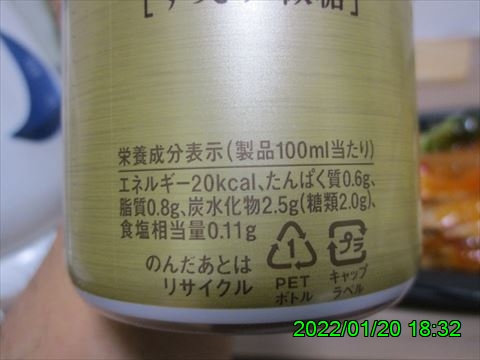 栄養成分表示(製品100ml当たり)
エネルギー20kcal、たんぱく質0.6g、
脂質0.8g、炭水化物2.5g(糖類2.0g)、
食塩相当量0.11g
のんだあとは
リサイクル
1
PET
ボトル
プラ
キャップ
ラベル
2022/01/20 18:32